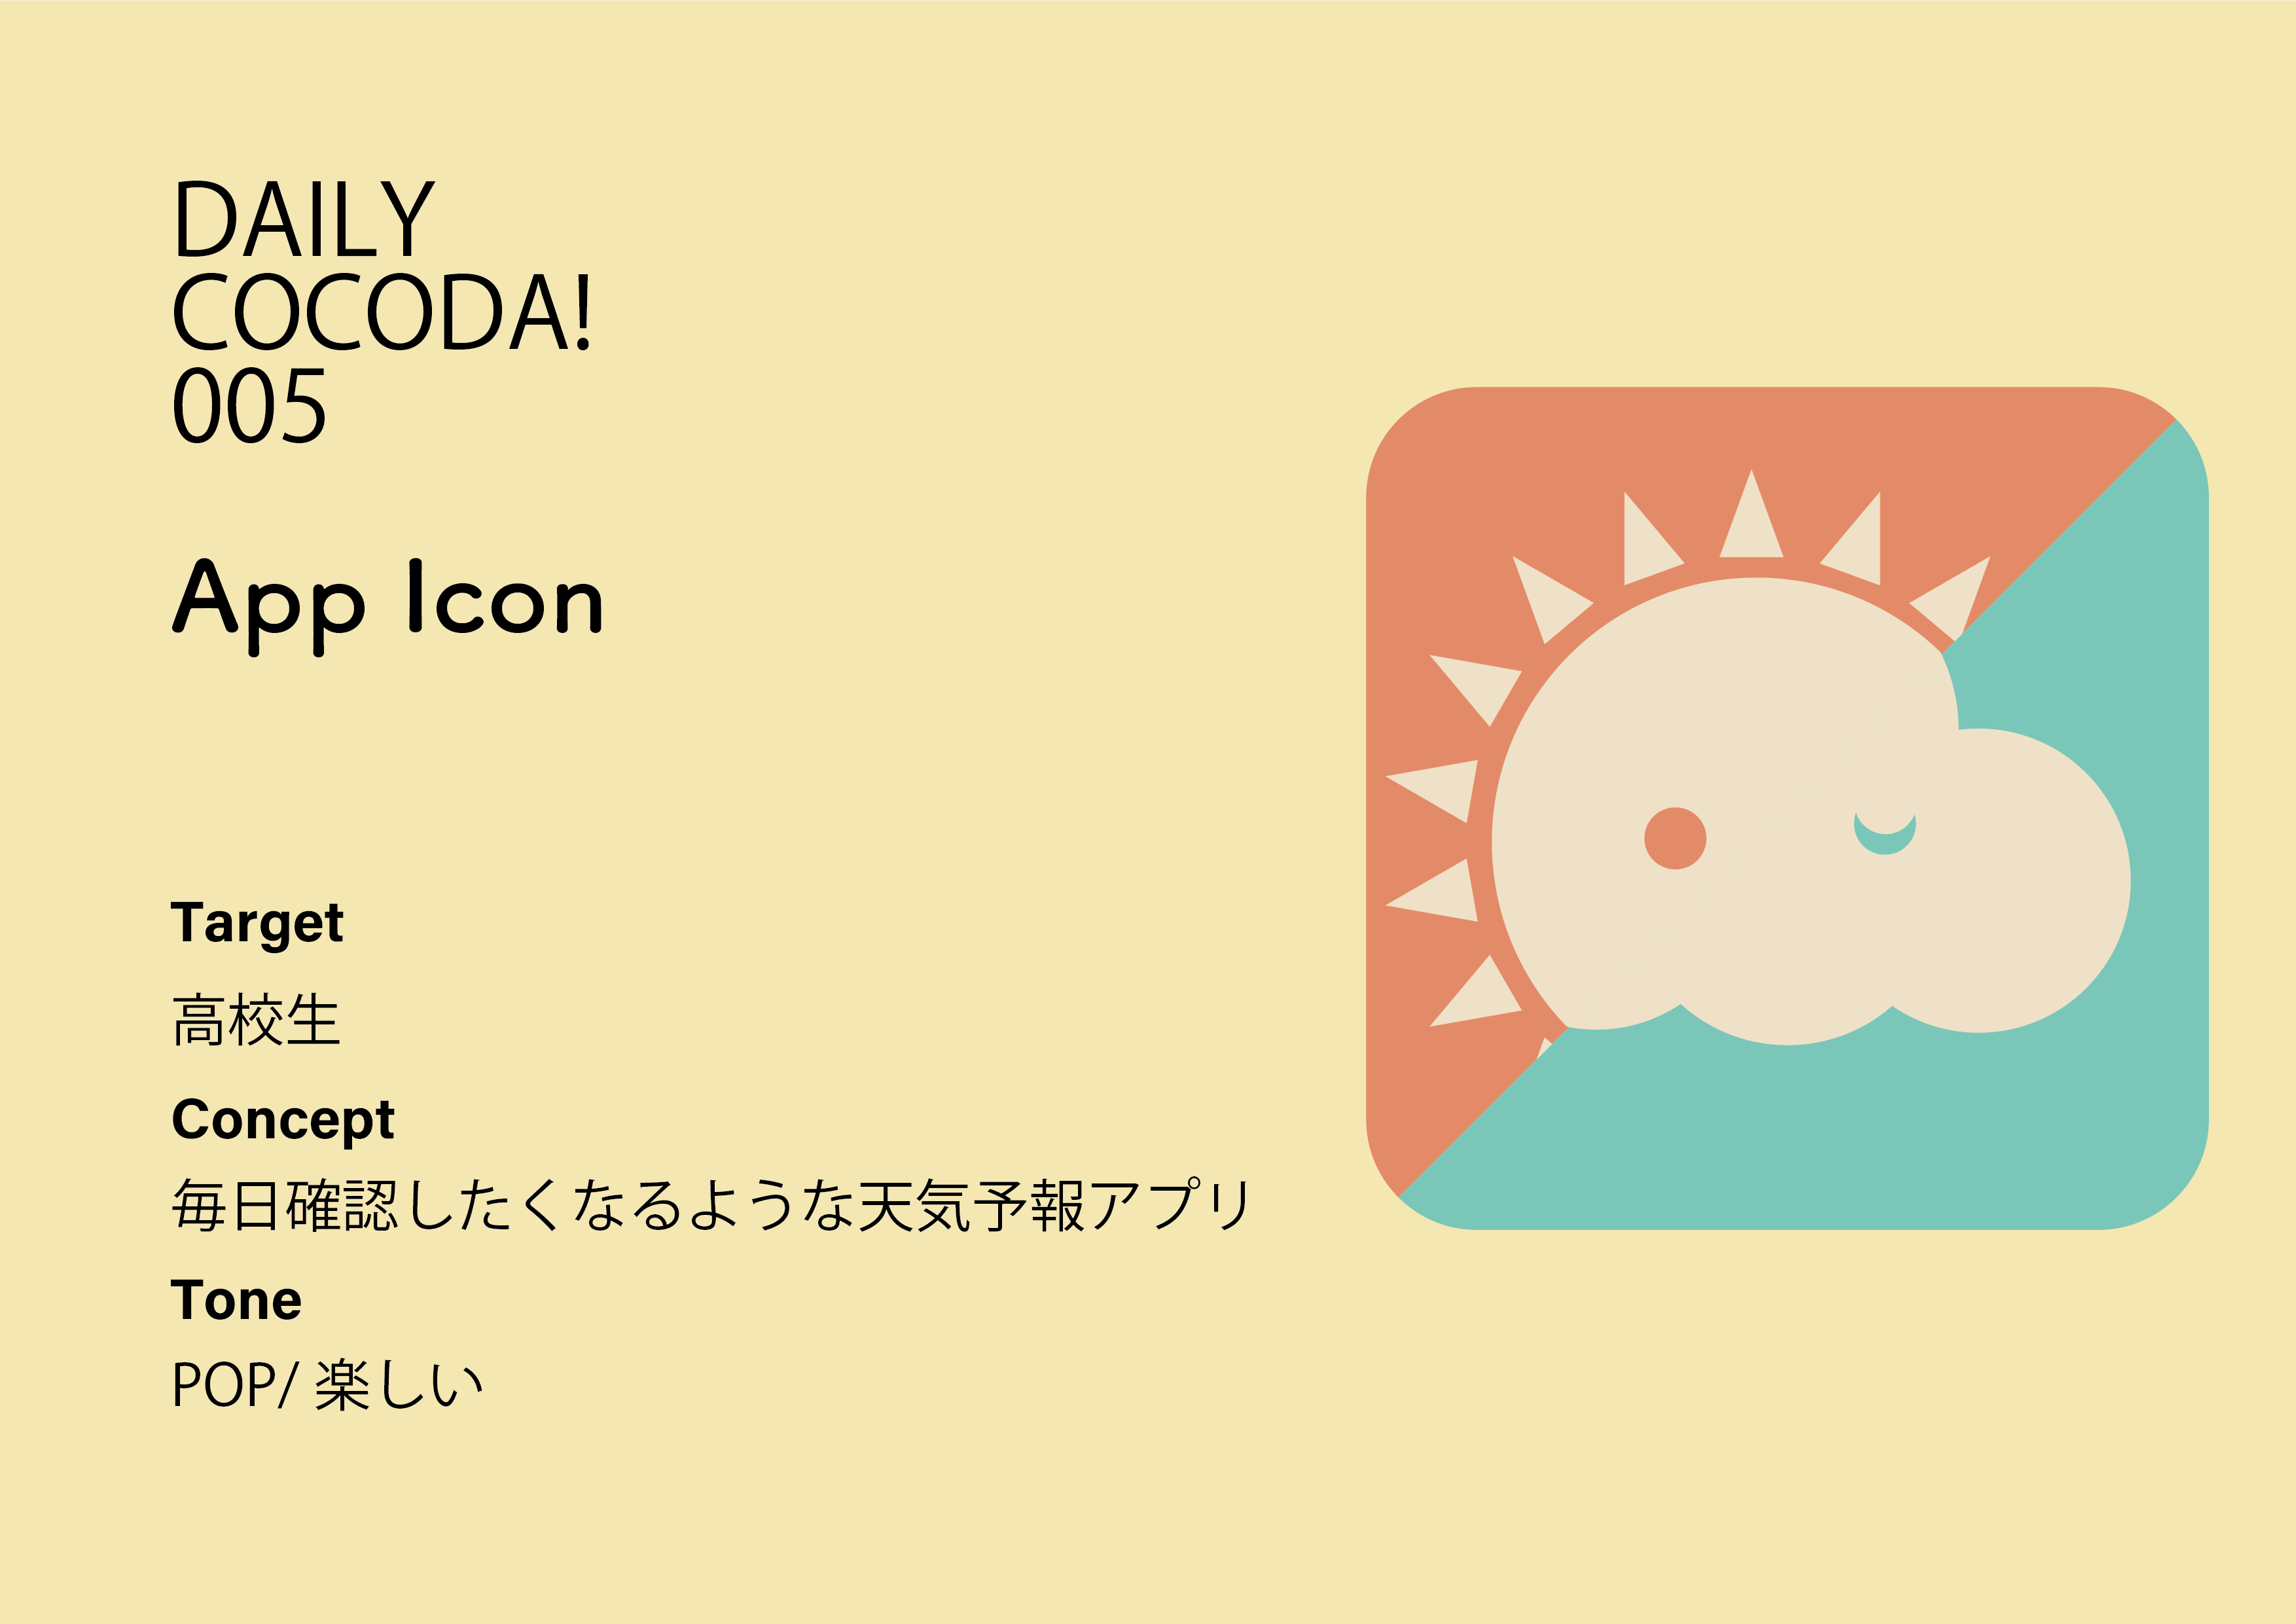 DAILY
COCODA!
005
App Icon
Target
高校生
Concept
毎日確認したくなるような天気予報アプリ
Tone
POP/ 楽しい